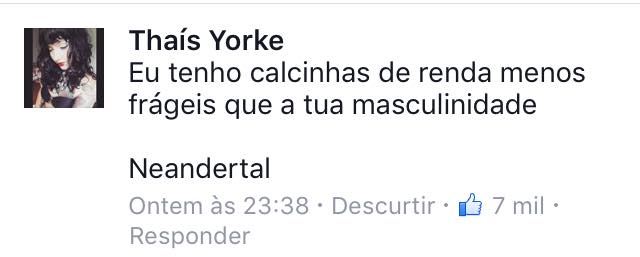 Thaís Yorke
Eu tenho calcinhas de renda menos
frágeis que a tua masculinidade
Neandertal
Ontem às 23:38 · Descurtir · 7 mil ·
Responder